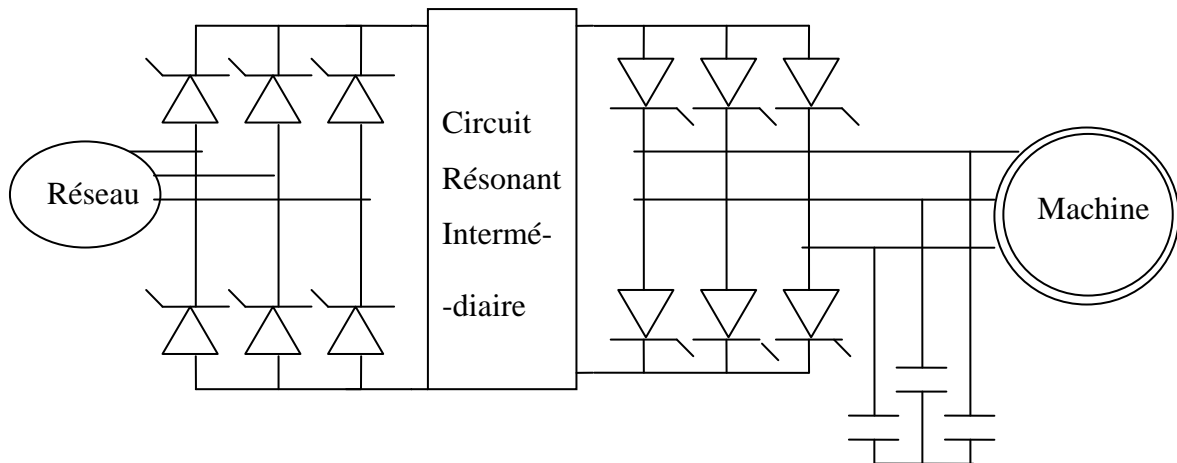 Réseau
Circuit
Résonant
Intermé-
-diaire
Machine